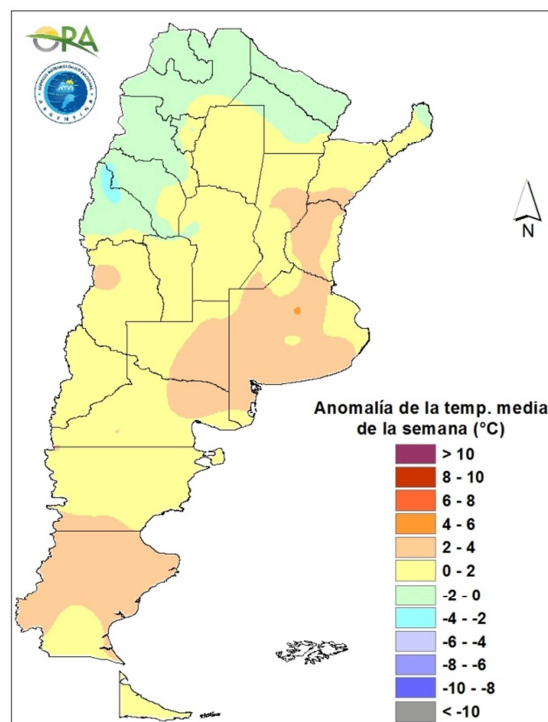 ORA
N
Anomalía de la temp. media
de la semana (°C)
> 10
8 - 10
6 - 8
4 - 6
2 - 4
0 - 2
-2 - 0
-4 - -2
-6 - -4
-8 - -6
-10 - -8
< -10